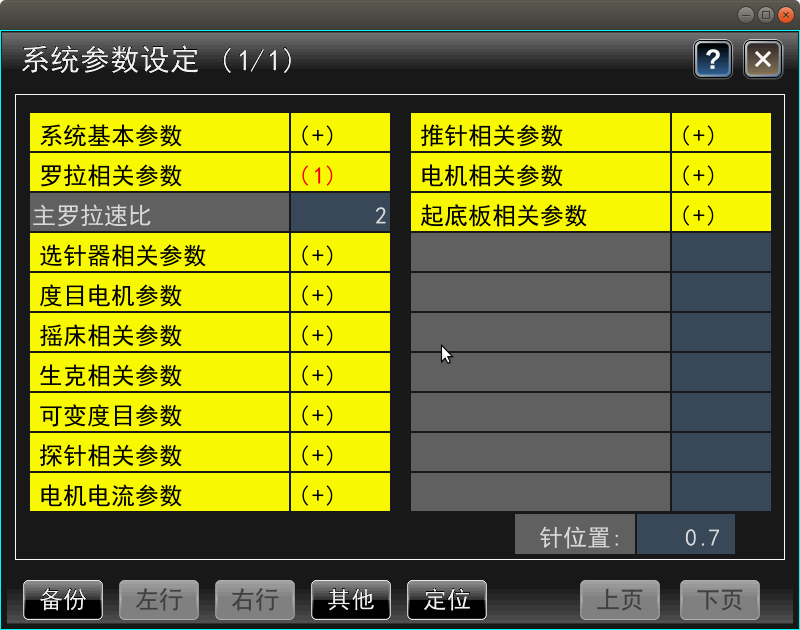 系统参数设定 (1/1)
?
系统基本参数 (+)
罗拉相关参数 (1)
主罗拉速比 2
选针器相关参数 (+)
度目电机参数 (+)
摇床相关参数 (+)
生克相关参数 (+)
可变度目参数 (+)
探针相关参数 (+)
电机电流参数 (+)
推针相关参数 (+)
电机相关参数 (+)
起底板相关参数 (+)
针位置: 0.7
备份 左行 右行 其他 定位 上页 下页